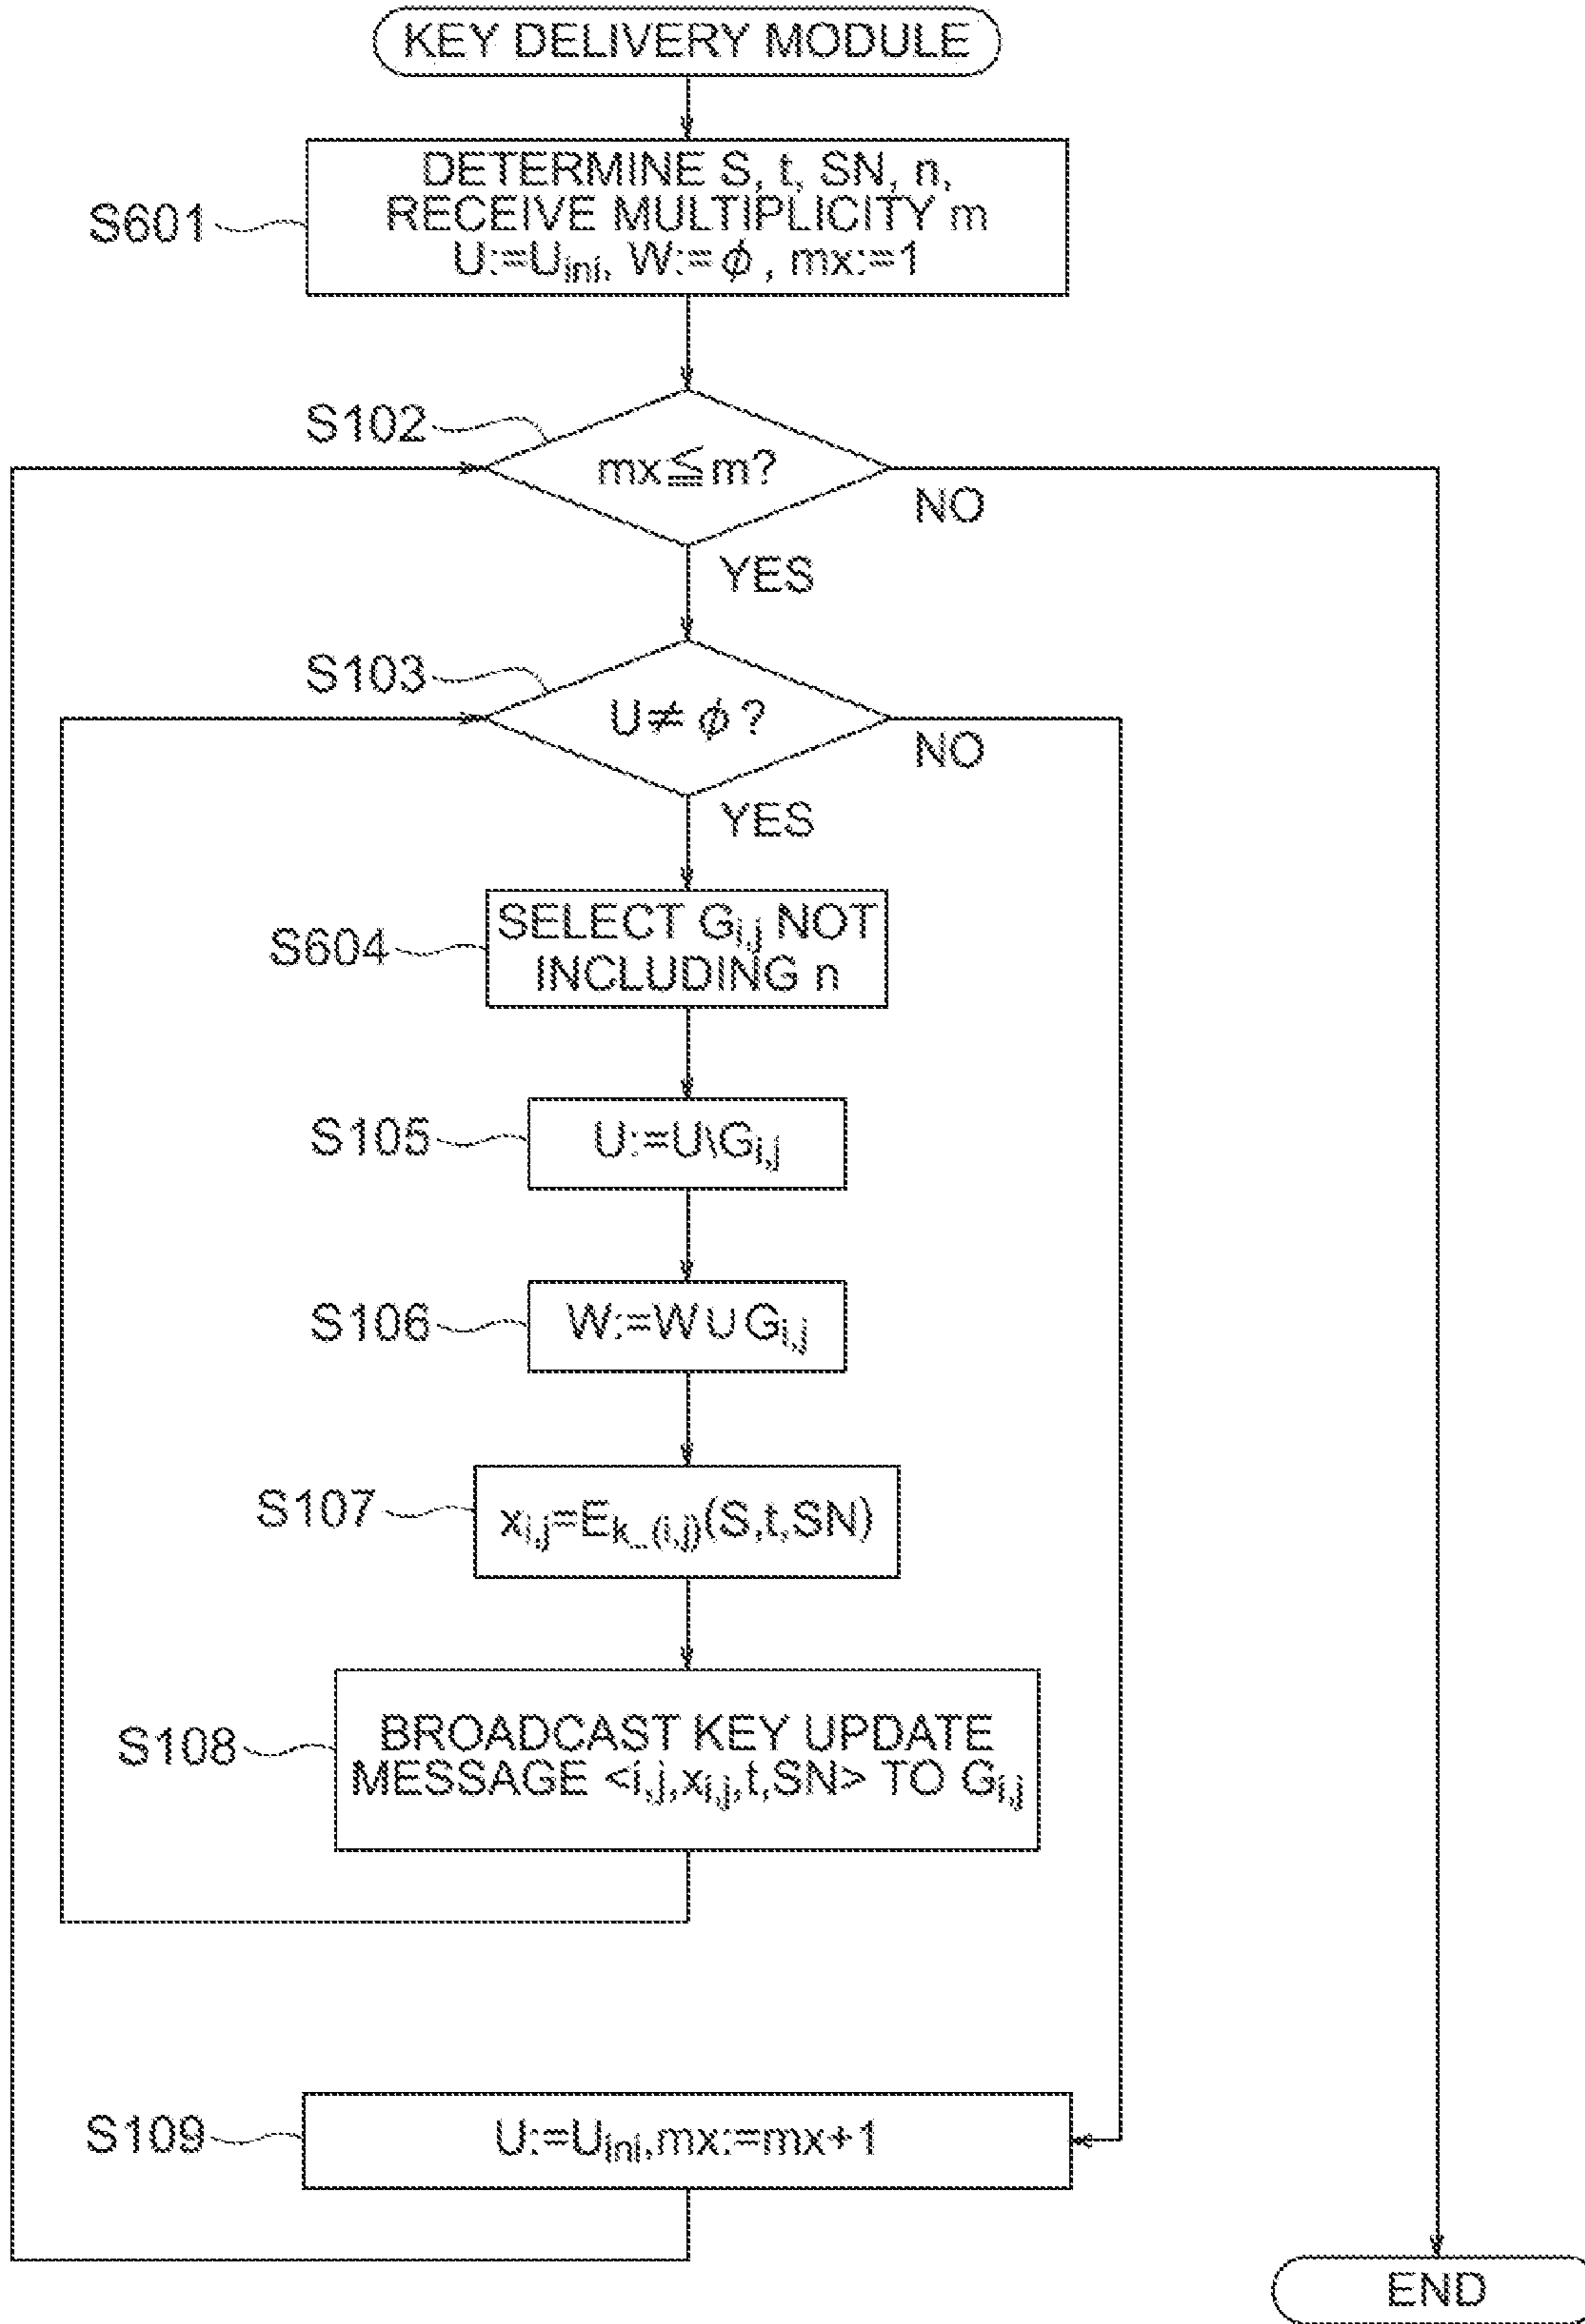 KEY DELIVERY MODULE
S601
DETERMINE S, t, SN, n,
RECEIVE MULTIPLICITY m
U:=Uini, W:=ϕ, mx:=1
S102
mx≦m?
NO
YES
S103
U≠ϕ?
NO
YES
S604
SELECT Gi,j NOT
INCLUDING n
S105
U:=U\Gi,j
S106
W:=W∪Gi,j
S107
xi,j=Ek_(i,j)(S,t,SN)
S108
BROADCAST KEY UPDATE
MESSAGE <i,j,xi,j,t,SN> TO Gi,j
S109
U:=Uini,mx:=mx+1
END